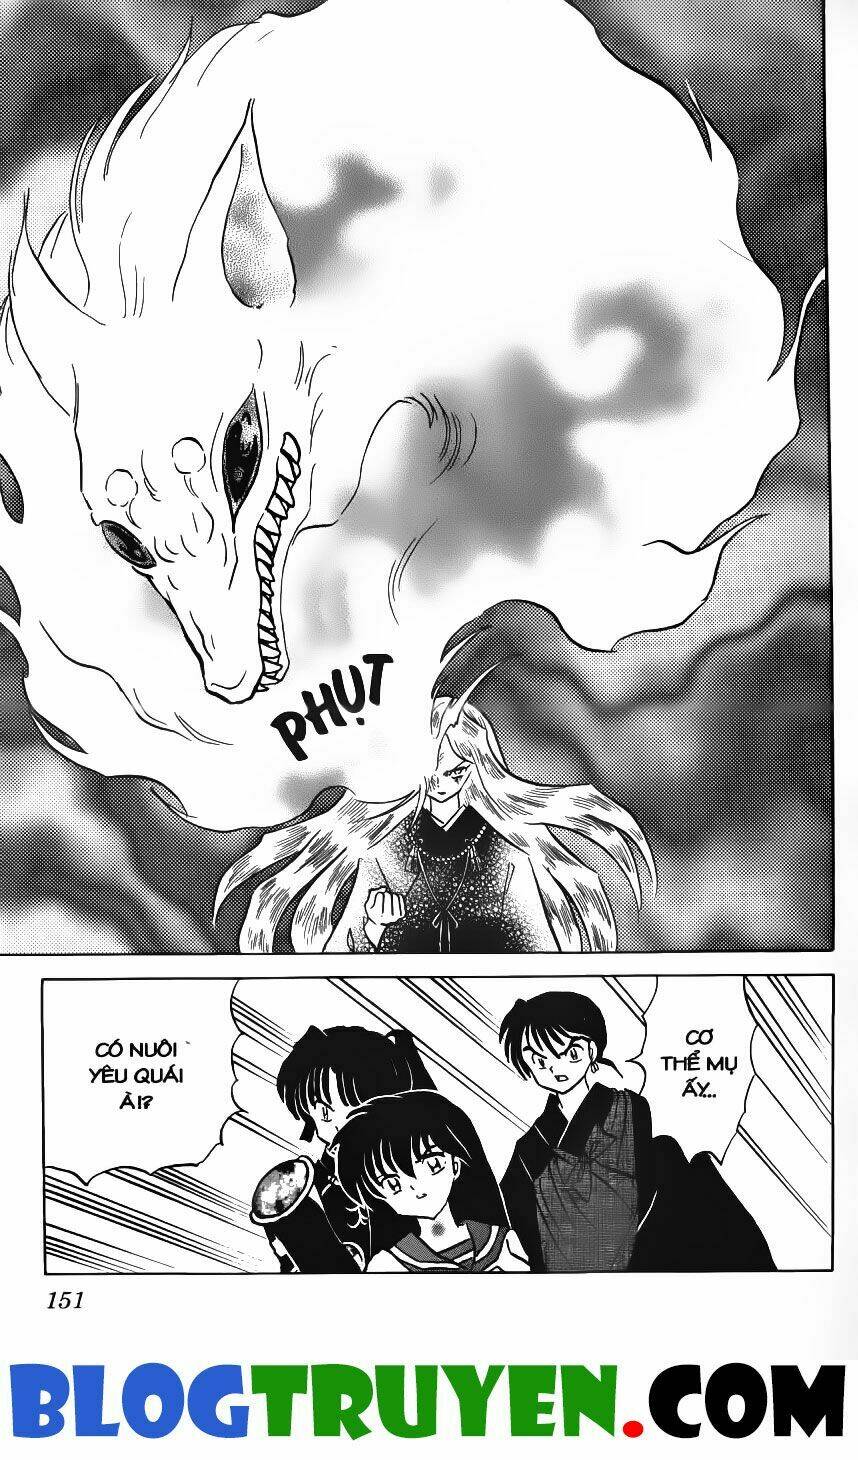 PHỤT
CƠ
THỂ MỤ
ẤY...
CÓ NUÔI
YÊU QUÁI
À!?
151
BLOGTRUYEN.COM